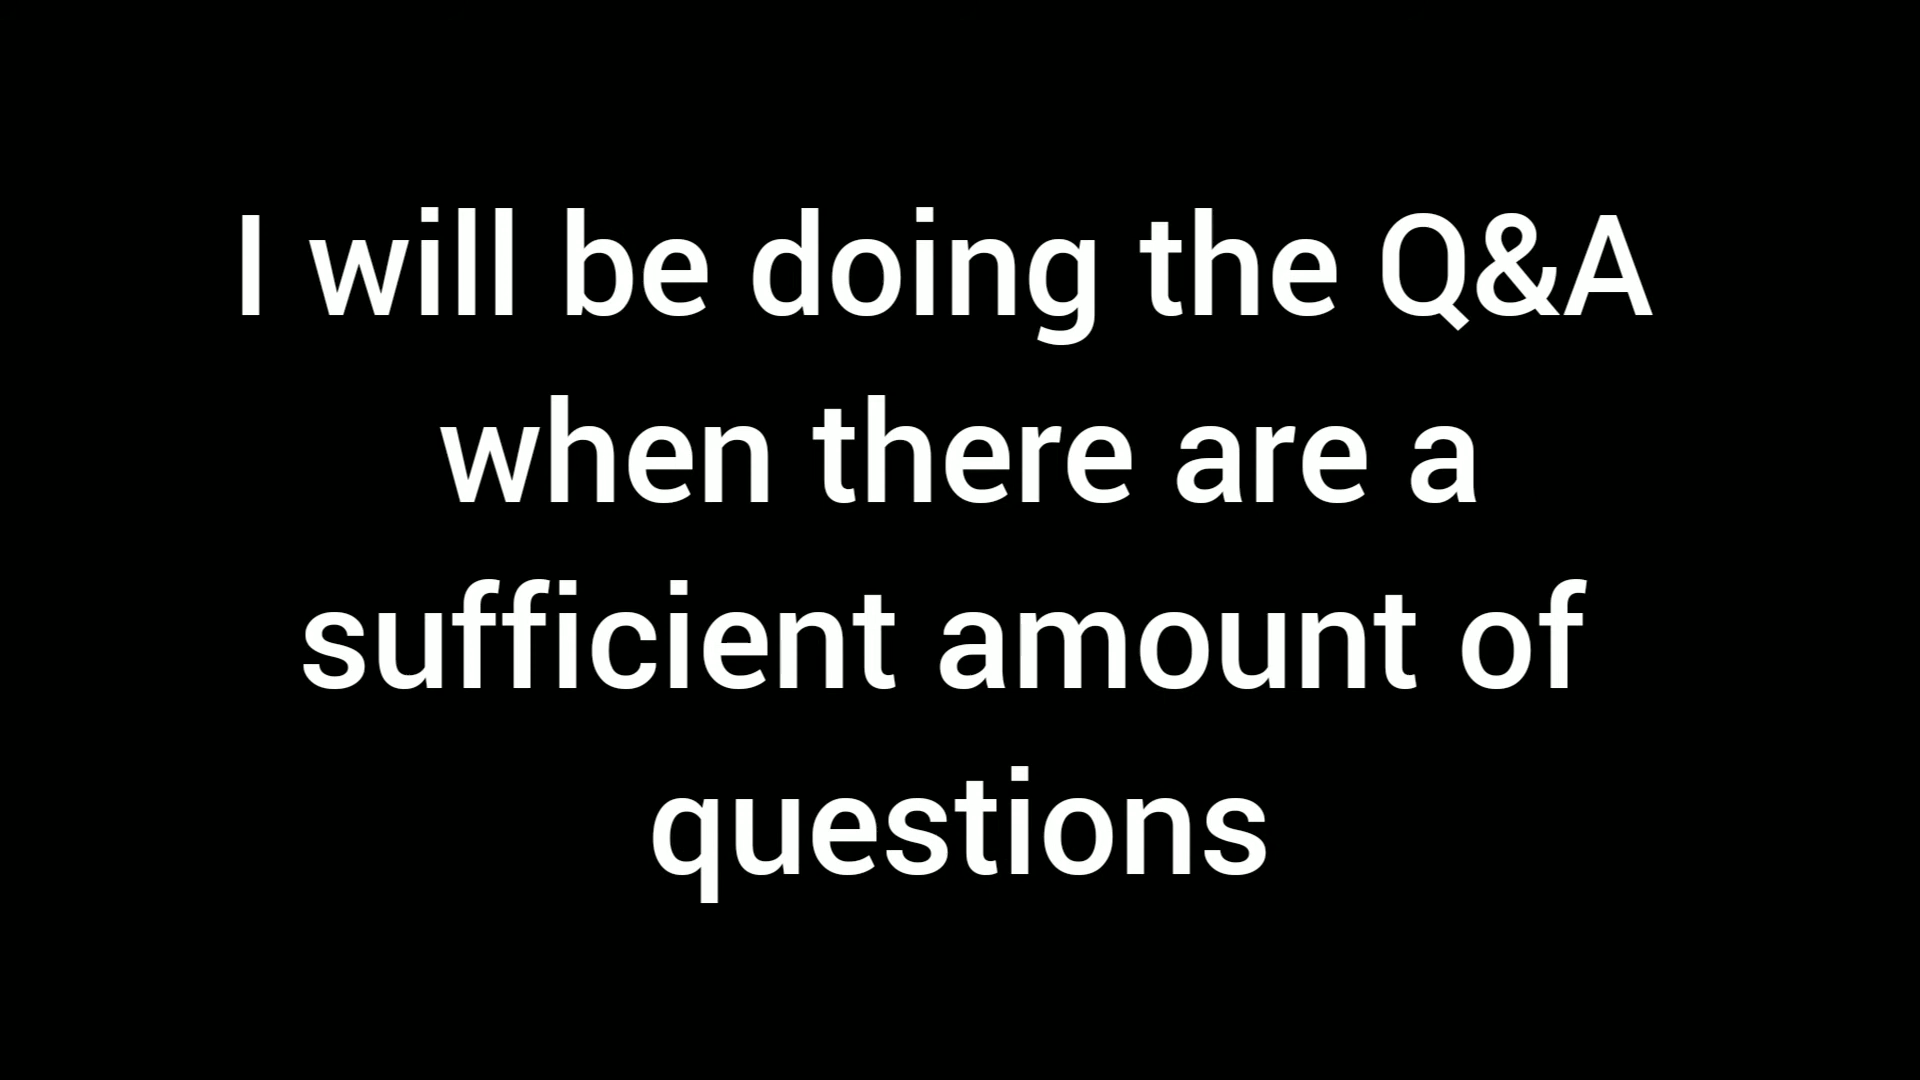 I will be doing the Q&A
when there are a
sufficient amount of
questions